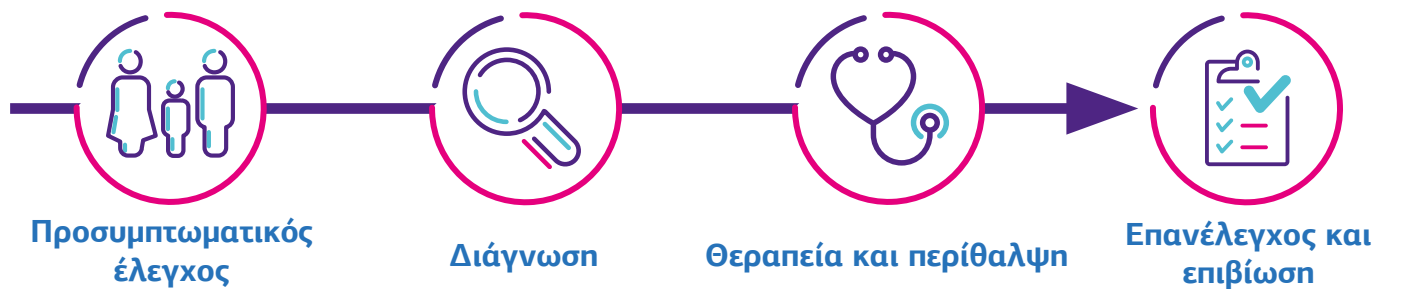 Προσυμπτωματικός
έλεγχος
Διάγνωση
Θεραπεία και περίθαλψη
Επανέλεγχος και
επιβίωση